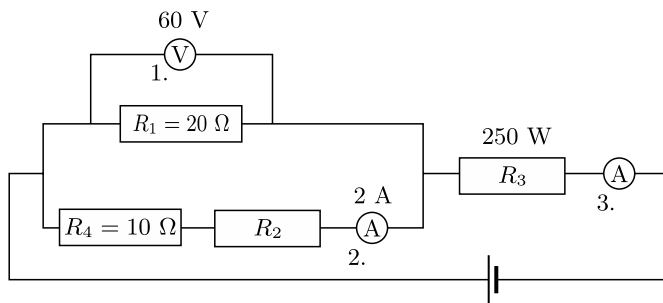 60 V
V
1.
R₁ = 20 Ω
250 W
R₃
A
3.
2 A
R₄ = 10 Ω
R₂
A
2.